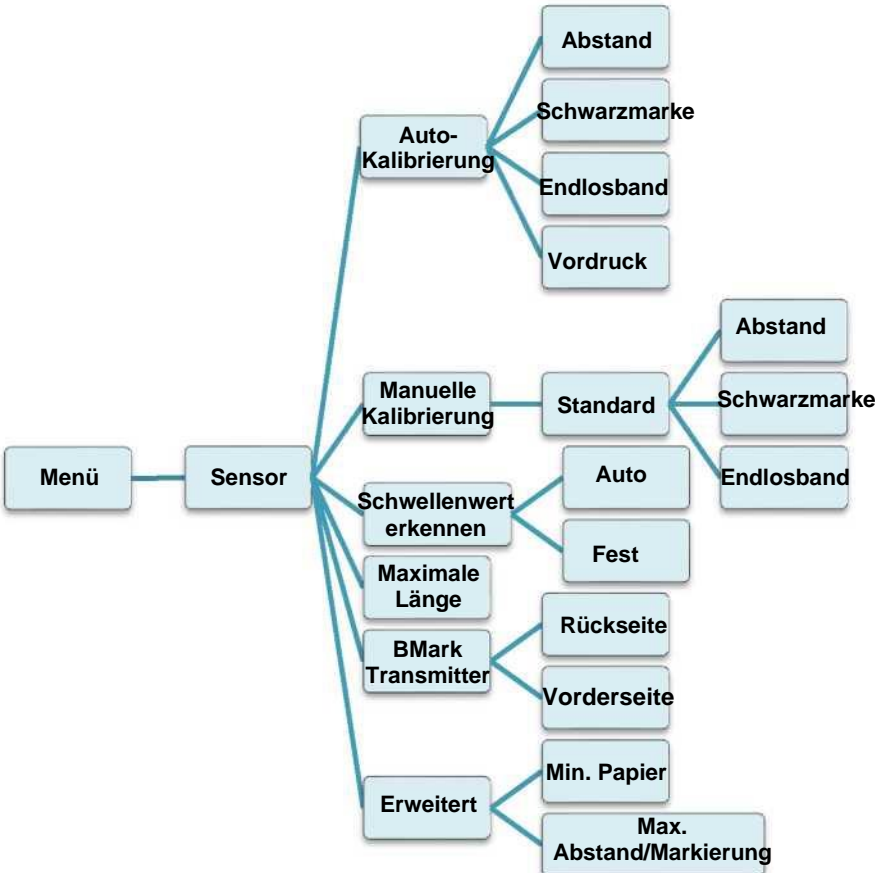 Menü
Sensor
Auto-
Kalibrierung
Abstand
Schwarzmarke
Endlosband
Vordruck
Manuelle
Kalibrierung
Standard
Abstand
Schwarzmarke
Endlosband
Schwellenwert
erkennen
Auto
Fest
Maximale
Länge
BMark
Transmitter
Rückseite
Vorderseite
Erweitert
Min. Papier
Max.
Abstand/Markierung